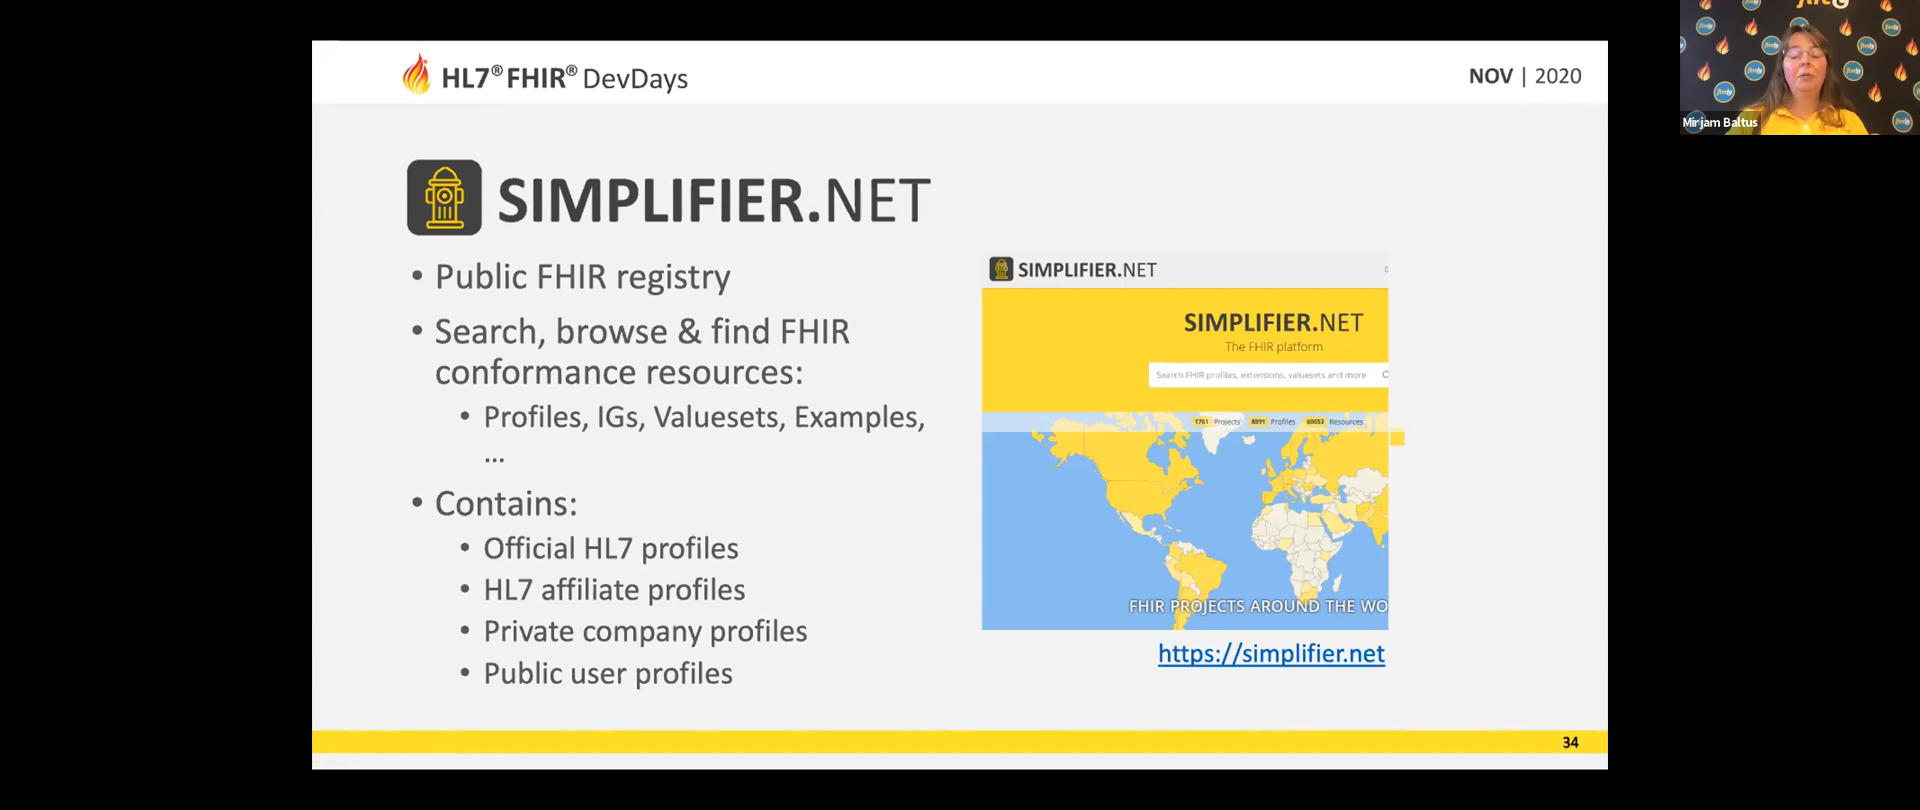 HL7® FHIR® DevDays
NOV | 2020
Mirjam Baltus
SIMPLIFIER.NET
• Public FHIR registry
• Search, browse & find FHIR
conformance resources:
• Profiles, IGs, Valuesets, Examples,
...
• Contains:
• Official HL7 profiles
• HL7 affiliate profiles
• Private company profiles
• Public user profiles
SIMPLIFIER.NET
SIMPLIFIER.NET
The FHIR platform
Search FHIR profiles, extensions, valuesets and more
1761 Projects 8891 Profiles 60053 Resources
FHIR PROJECTS AROUND THE WO
https://simplifier.net
34